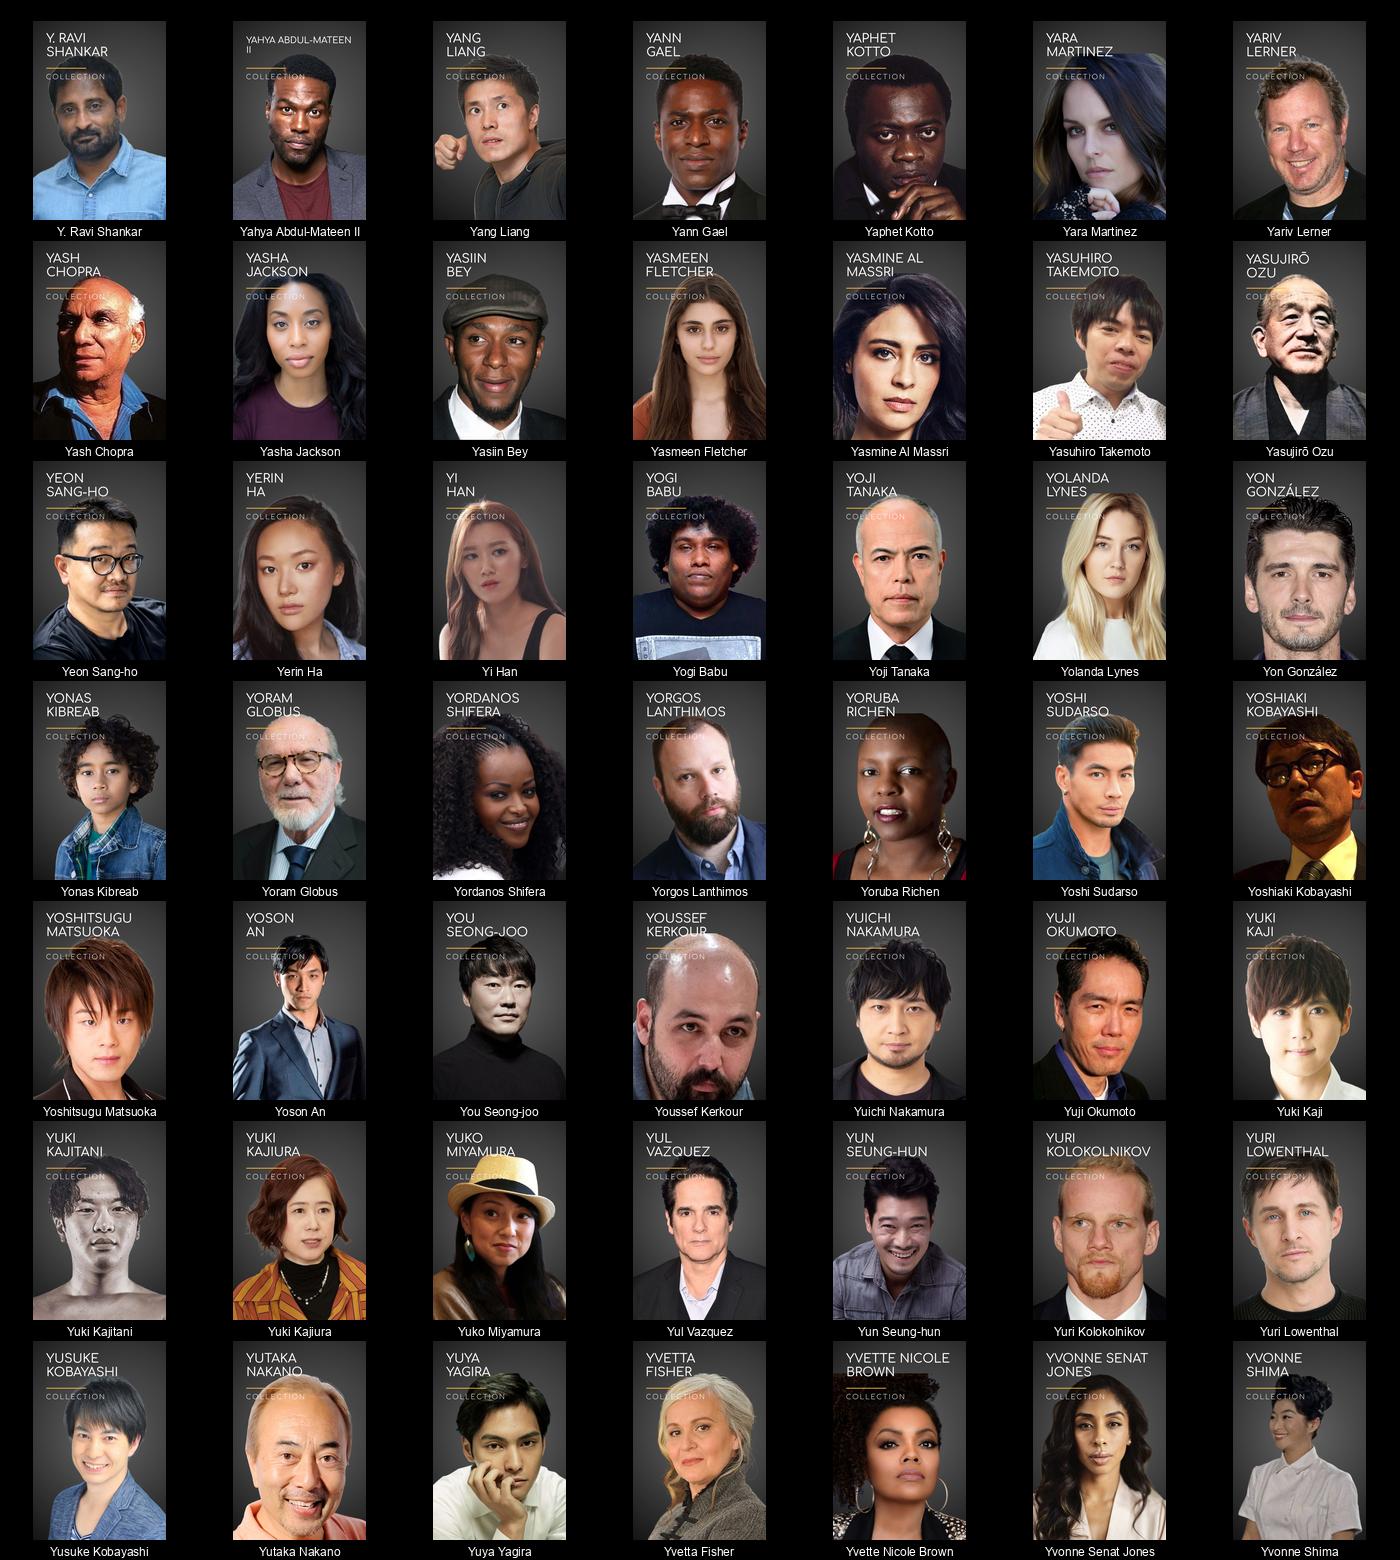 Y. RAVI
SHANKAR
COLLECTION
Y. Ravi Shankar
YAHYA ABDUL-MATEEN
II
COLLECTION
Yahya Abdul-Mateen II
YANG
LIANG
COLLECTION
Yang Liang
YANN
GAEL
COLLECTION
Yann Gael
YAPHET
KOTTO
COLLECTION
Yaphet Kotto
YARA
MARTINEZ
COLLECTION
Yara Martinez
YARIV
LERNER
COLLECTION
Yariv Lerner
YASH
CHOPRA
COLLECTION
Yash Chopra
YASHA
JACKSON
COLLECTION
Yasha Jackson
YASIIN
BEY
COLLECTION
Yasiin Bey
YASMEEN
FLETCHER
COLLECTION
Yasmeen Fletcher
YASMINE AL
MASSRI
COLLECTION
Yasmine Al Massri
YASUHIRO
TAKEMOTO
COLLECTION
Yasuhiro Takemoto
YASUJIRŌ
OZU
COLLECTION
Yasujirō Ozu
YEON
SANG-HO
COLLECTION
Yeon Sang-ho
YERIN
HA
COLLECTION
Yerin Ha
YI
HAN
COLLECTION
Yi Han
YOGI
BABU
COLLECTION
Yogi Babu
YOJI
TANAKA
COLLECTION
Yoji Tanaka
YOLANDA
LYNES
COLLECTION
Yolanda Lynes
YON
GONZÁLEZ
COLLECTION
Yon González
YONAS
KIBREAB
COLLECTION
Yonas Kibreab
YORAM
GLOBUS
COLLECTION
Yoram Globus
YORDANOS
SHIFERA
COLLECTION
Yordanos Shifera
YORGOS
LANTHIMOS
COLLECTION
Yorgos Lanthimos
YORUBA
RICHEN
COLLECTION
Yoruba Richen
YOSHI
SUDARSO
COLLECTION
Yoshi Sudarso
YOSHIAKI
KOBAYASHI
COLLECTION
Yoshiaki Kobayashi
YOSHITSUGU
MATSUOKA
COLLECTION
Yoshitsugu Matsuoka
YOSON
AN
COLLECTION
Yoson An
YOU
SEONG-JOO
COLLECTION
You Seong-joo
YOUSSEF
KERKOUR
COLLECTION
Youssef Kerkour
YUICHI
NAKAMURA
COLLECTION
Yuichi Nakamura
YUJI
OKUMOTO
COLLECTION
Yuji Okumoto
YUKI
KAJI
COLLECTION
Yuki Kaji
YUKI
KAJITANI
COLLECTION
Yuki Kajitani
YUKI
KAJIURA
COLLECTION
Yuki Kajiura
YUKO
MIYAMURA
COLLECTION
Yuko Miyamura
YUL
VAZQUEZ
COLLECTION
Yul Vazquez
YUN
SEUNG-HUN
COLLECTION
Yun Seung-hun
YURI
KOLOKOLNIKOV
COLLECTION
Yuri Kolokolnikov
YURI
LOWENTHAL
COLLECTION
Yuri Lowenthal
YUSUKE
KOBAYASHI
COLLECTION
Yusuke Kobayashi
YUTAKA
NAKANO
COLLECTION
Yutaka Nakano
YUYA
YAGIRA
COLLECTION
Yuya Yagira
YVETTA
FISHER
COLLECTION
Yvetta Fisher
YVETTE NICOLE
BROWN
COLLECTION
Yvette Nicole Brown
YVONNE SENAT
JONES
COLLECTION
Yvonne Senat Jones
YVONNE
SHIMA
COLLECTION
Yvonne Shima